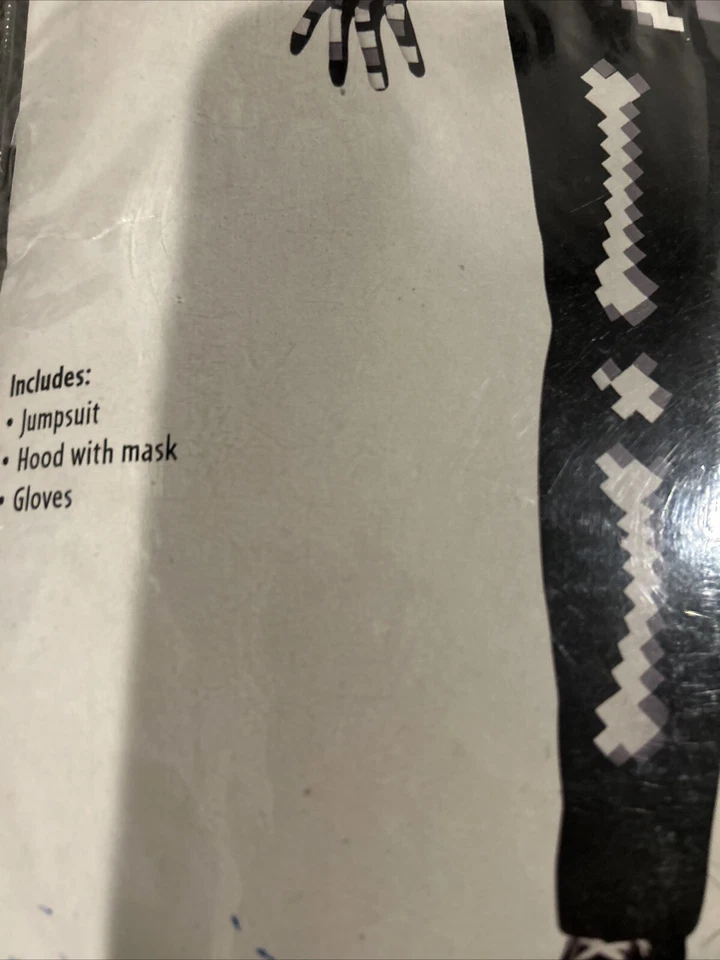 Includes:
• Jumpsuit
• Hood with mask
• Gloves